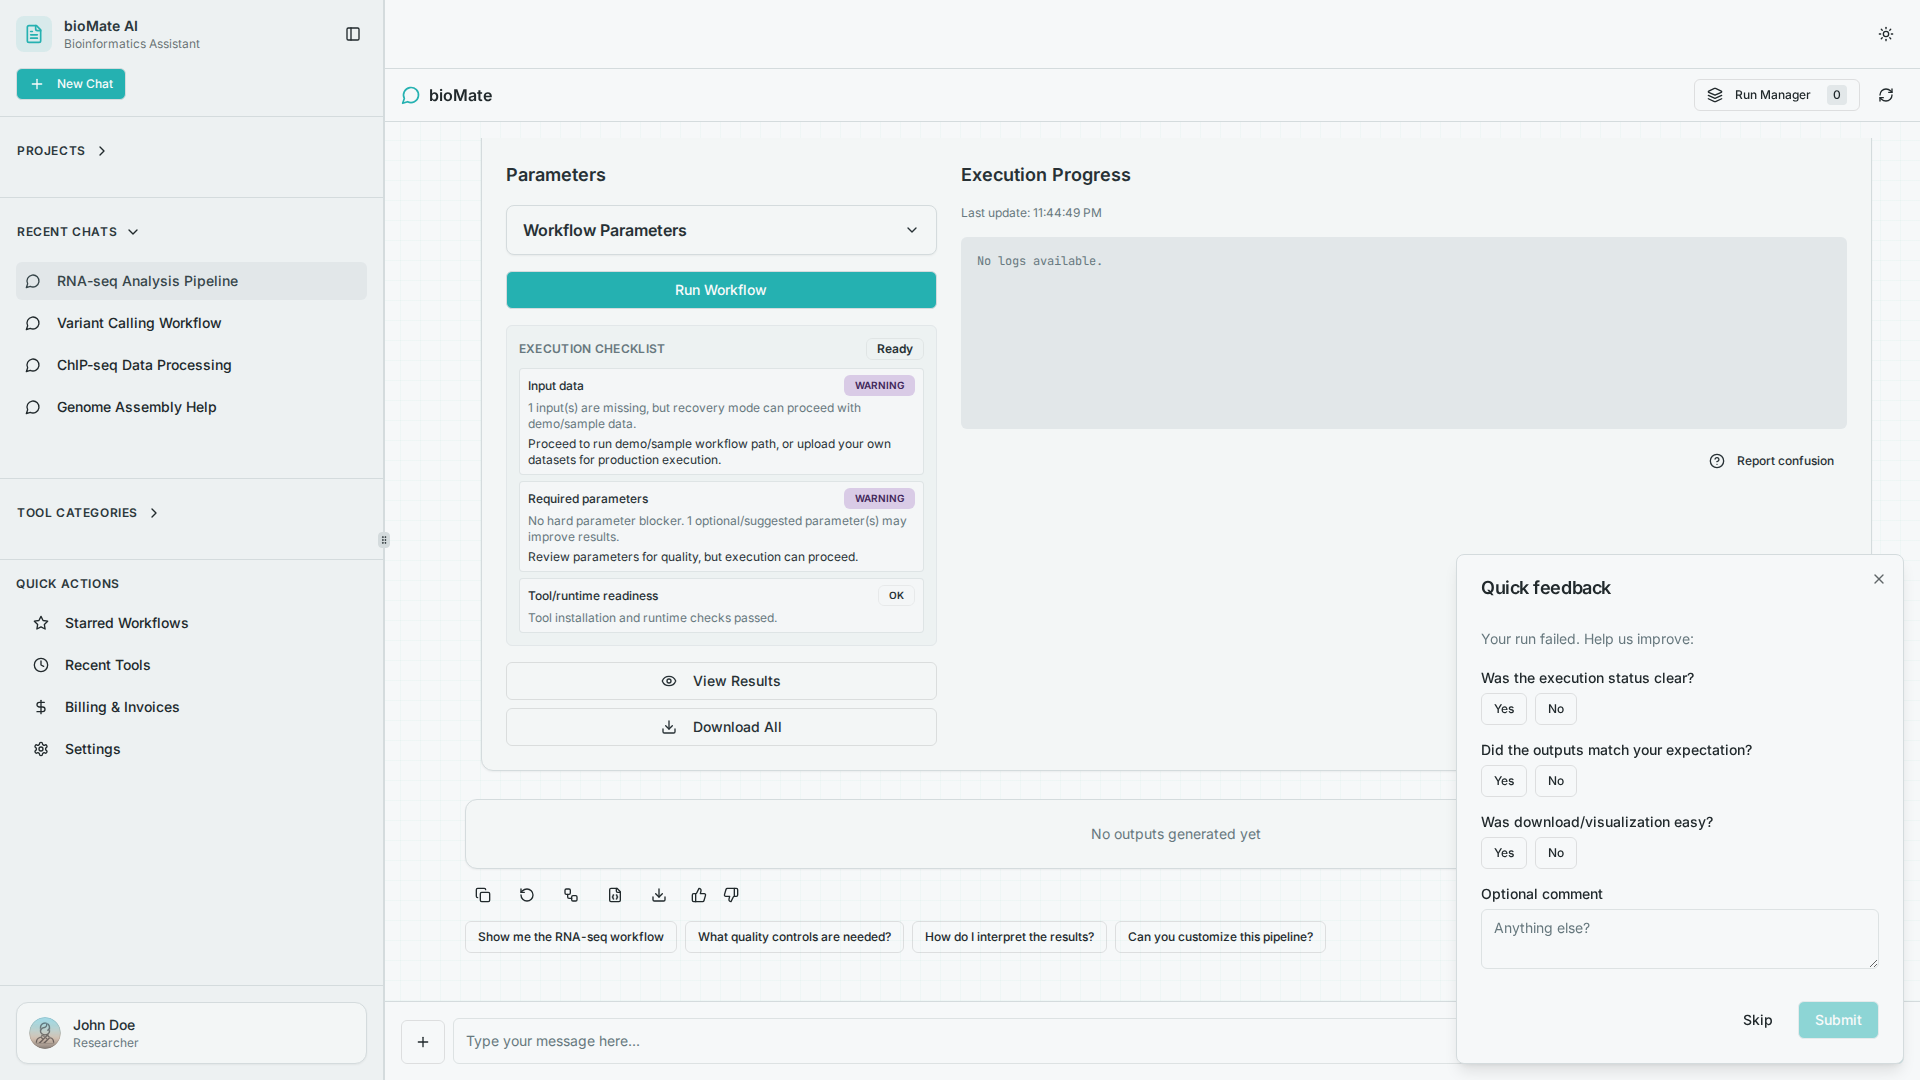 bioMate AI
Bioinformatics Assistant
New Chat
PROJECTS
RECENT CHATS
RNA-seq Analysis Pipeline
Variant Calling Workflow
ChIP-seq Data Processing
Genome Assembly Help
TOOL CATEGORIES
QUICK ACTIONS
Starred Workflows
Recent Tools
Billing & Invoices
Settings
John Doe
Researcher
bioMate
Run Manager 0
Parameters
Workflow Parameters
Run Workflow
EXECUTION CHECKLIST Ready
Input data WARNING
1 input(s) are missing, but recovery mode can proceed with
demo/sample data.
Proceed to run demo/sample workflow path, or upload your own
datasets for production execution.
Required parameters WARNING
No hard parameter blocker. 1 optional/suggested parameter(s) may
improve results.
Review parameters for quality, but execution can proceed.
Tool/runtime readiness OK
Tool installation and runtime checks passed.
View Results
Download All
Execution Progress
Last update: 11:44:49 PM
No logs available.
Report confusion
No outputs generated yet
Show me the RNA-seq workflow
What quality controls are needed?
How do I interpret the results?
Can you customize this pipeline?
Type your message here...
Quick feedback
Your run failed. Help us improve:
Was the execution status clear?
Yes No
Did the outputs match your expectation?
Yes No
Was download/visualization easy?
Yes No
Optional comment
Anything else?
Skip Submit